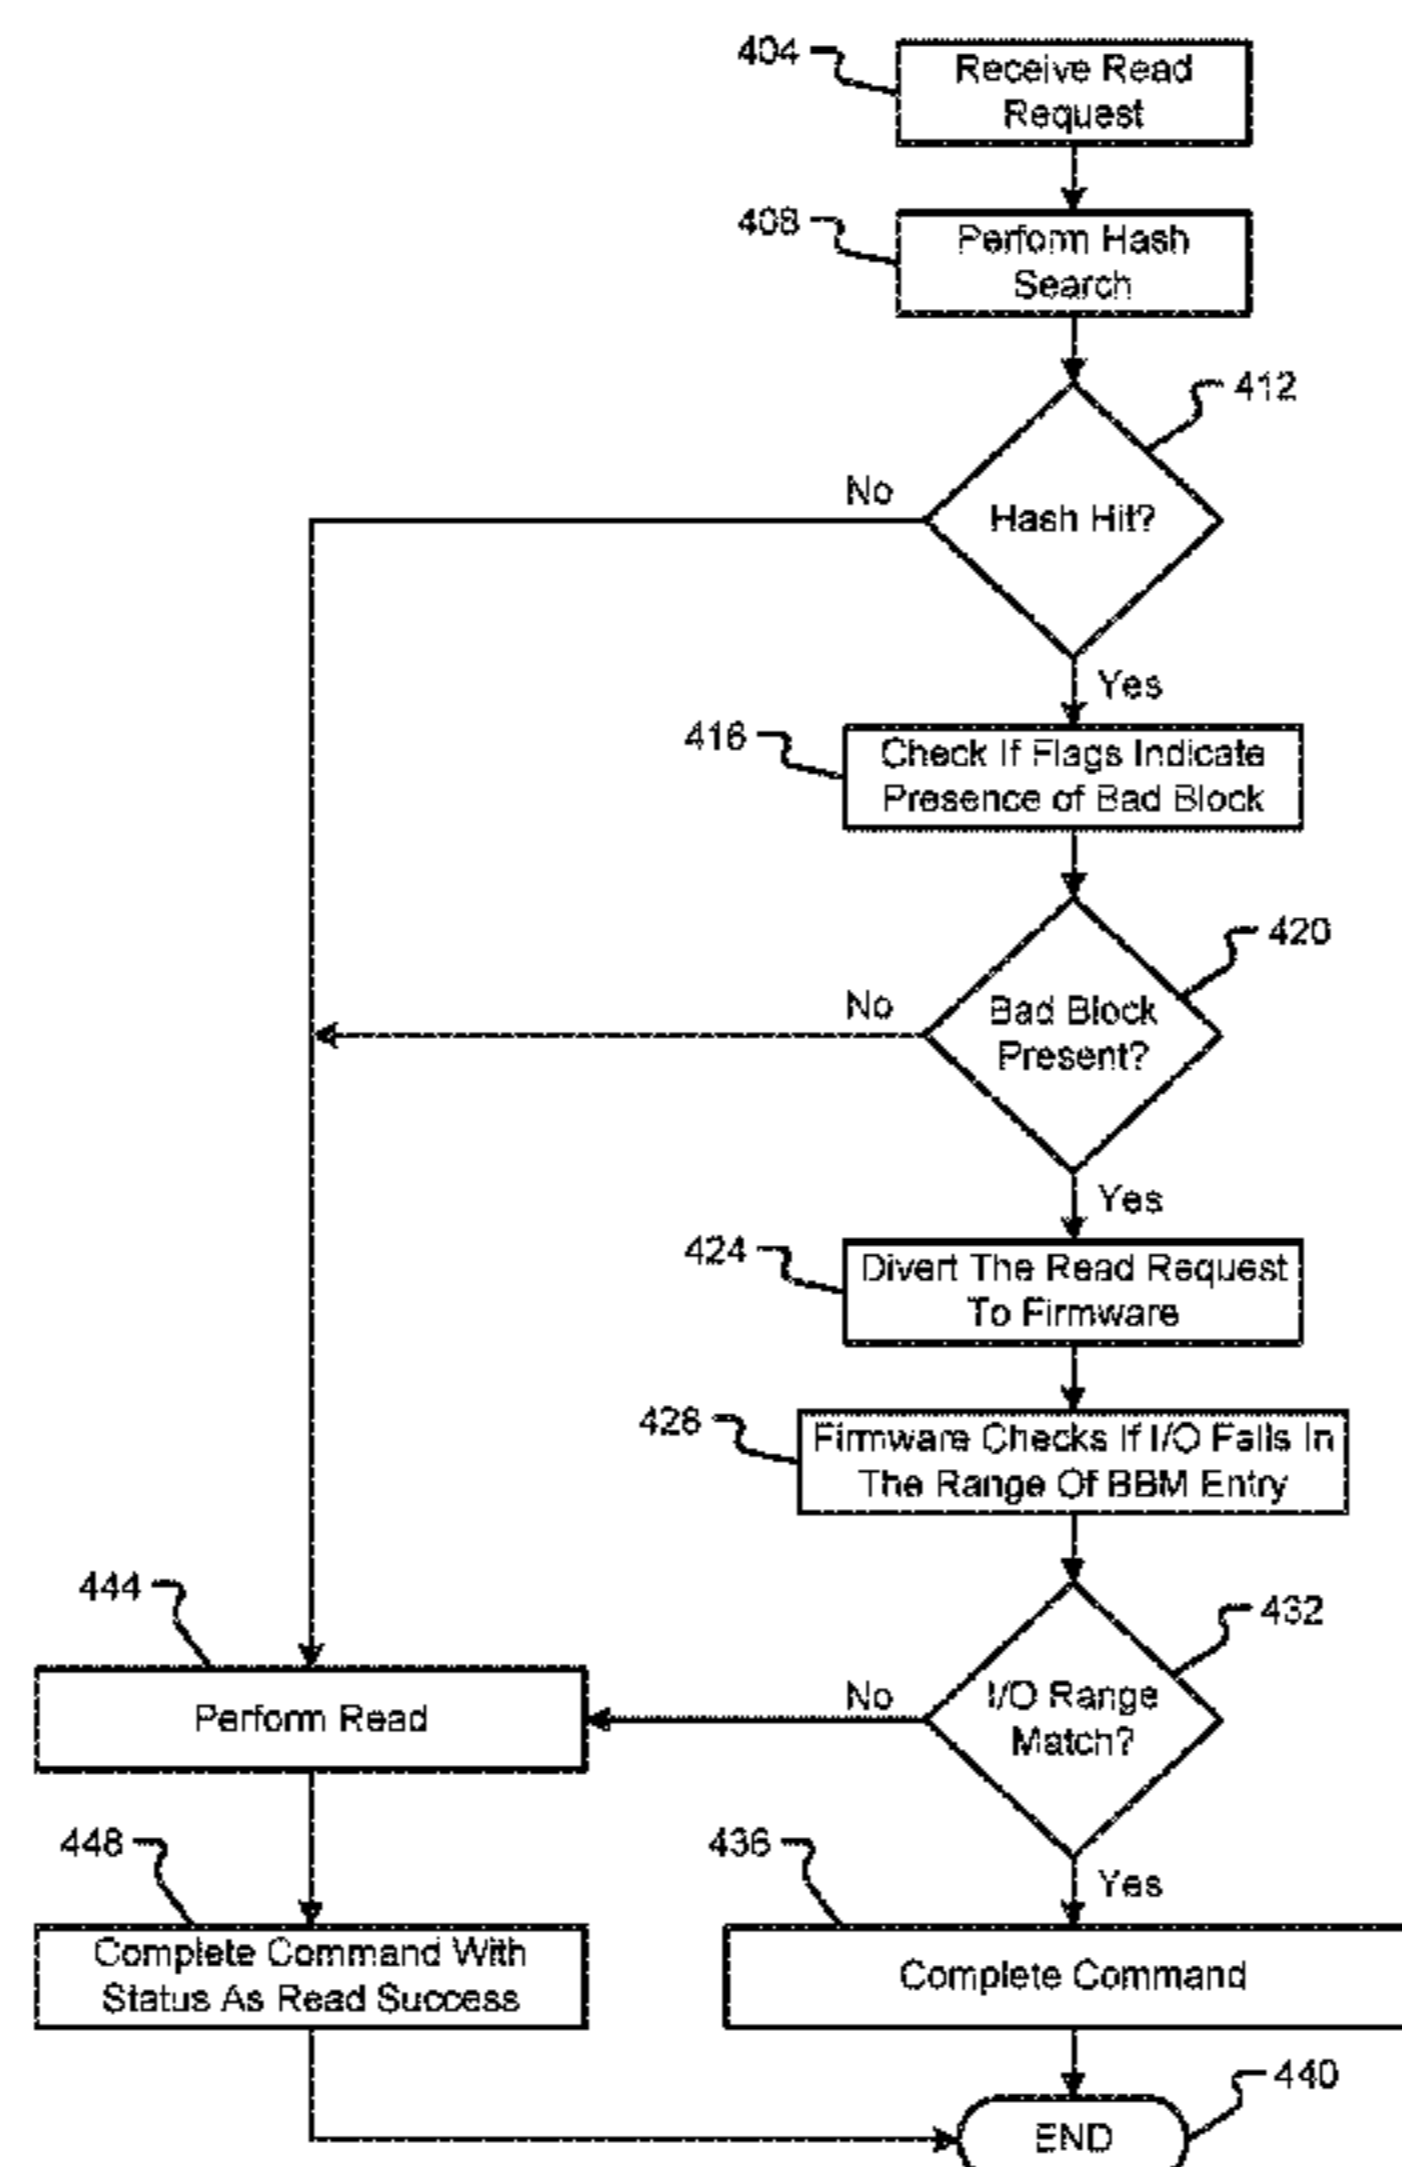 404
Receive Read
Request
408
Perform Hash
Search
412
Hash Hit?
No
Yes
416
Check If Flags Indicate
Presence of Bad Block
420
Bad Block
Present?
No
Yes
424
Divert The Read Request
To Firmware
428
Firmware Checks If I/O Falls In
The Range Of BBM Entry
432
I/O Range
Match?
No
Yes
444
Perform Read
448
Complete Command With
Status As Read Success
436
Complete Command
440
END